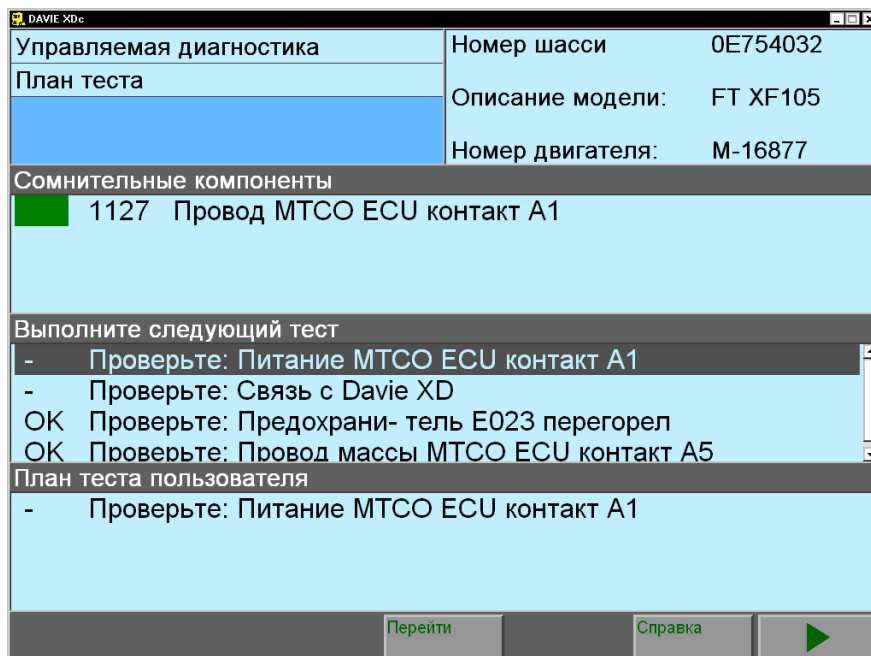 DAVIE XDc
Управляемая диагностика
План теста
Номер шасси 0E754032
Описание модели: FT XF105
Номер двигателя: M-16877
Сомнительные компоненты
1127 Провод MTCO ECU контакт A1
Выполните следующий тест
- Проверьте: Питание MTCO ECU контакт A1
- Проверьте: Связь с Davie XD
OK Проверьте: Предохрани- тель E023 перегорел
OK Проверьте: Провод массы MTCO ECU контакт A5
План теста пользователя
- Проверьте: Питание MTCO ECU контакт A1
Перейти
Справка